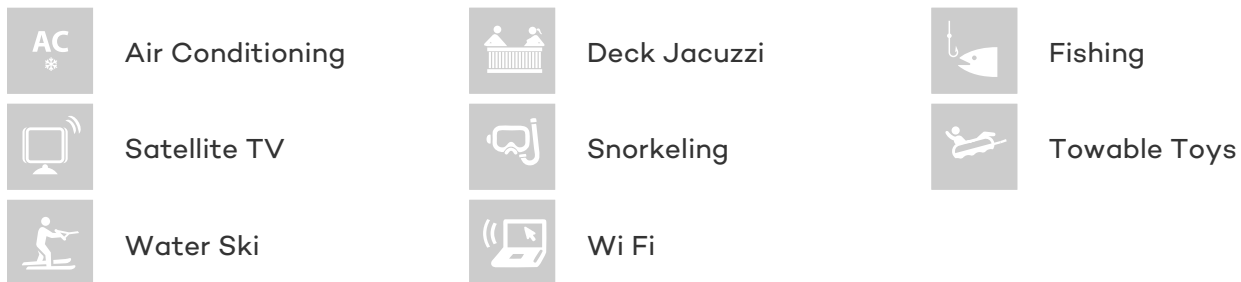 AC
Air Conditioning
Deck Jacuzzi
Fishing
Satellite TV
Snorkeling
Towable Toys
Water Ski
Wi Fi